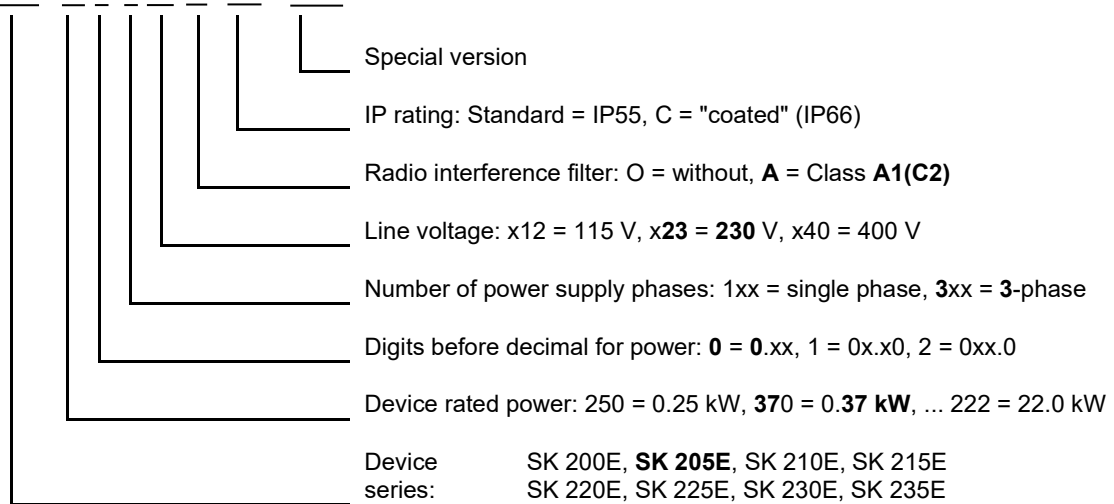 Special version
IP rating: Standard = IP55, C = "coated" (IP66)
Radio interference filter: O = without, A = Class A1(C2)
Line voltage: x12 = 115 V, x23 = 230 V, x40 = 400 V
Number of power supply phases: 1xx = single phase, 3xx = 3-phase
Digits before decimal for power: 0 = 0.xx, 1 = 0x.x0, 2 = 0xx.0
Device rated power: 250 = 0.25 kW, 370 = 0.37 kW, ... 222 = 22.0 kW
Device SK 200E, SK 205E, SK 210E, SK 215E
series: SK 220E, SK 225E, SK 230E, SK 235E